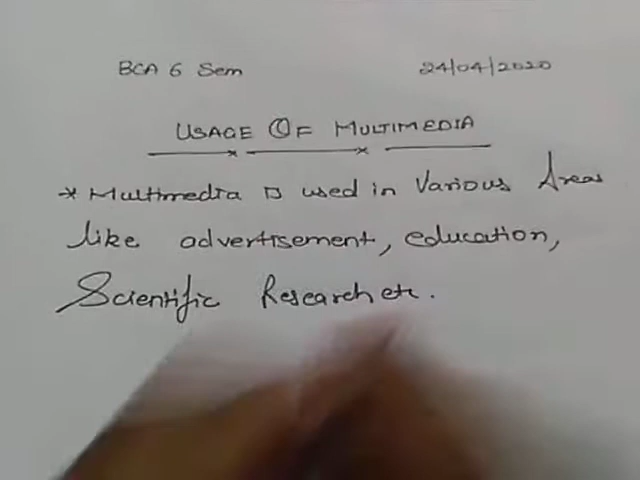 BCA 6 Sem 24/04/2020
USAGE OF MULTIMEDIA
* Multimedia is used in Various Areas
like advertisement, education,
Scientific Research etc.